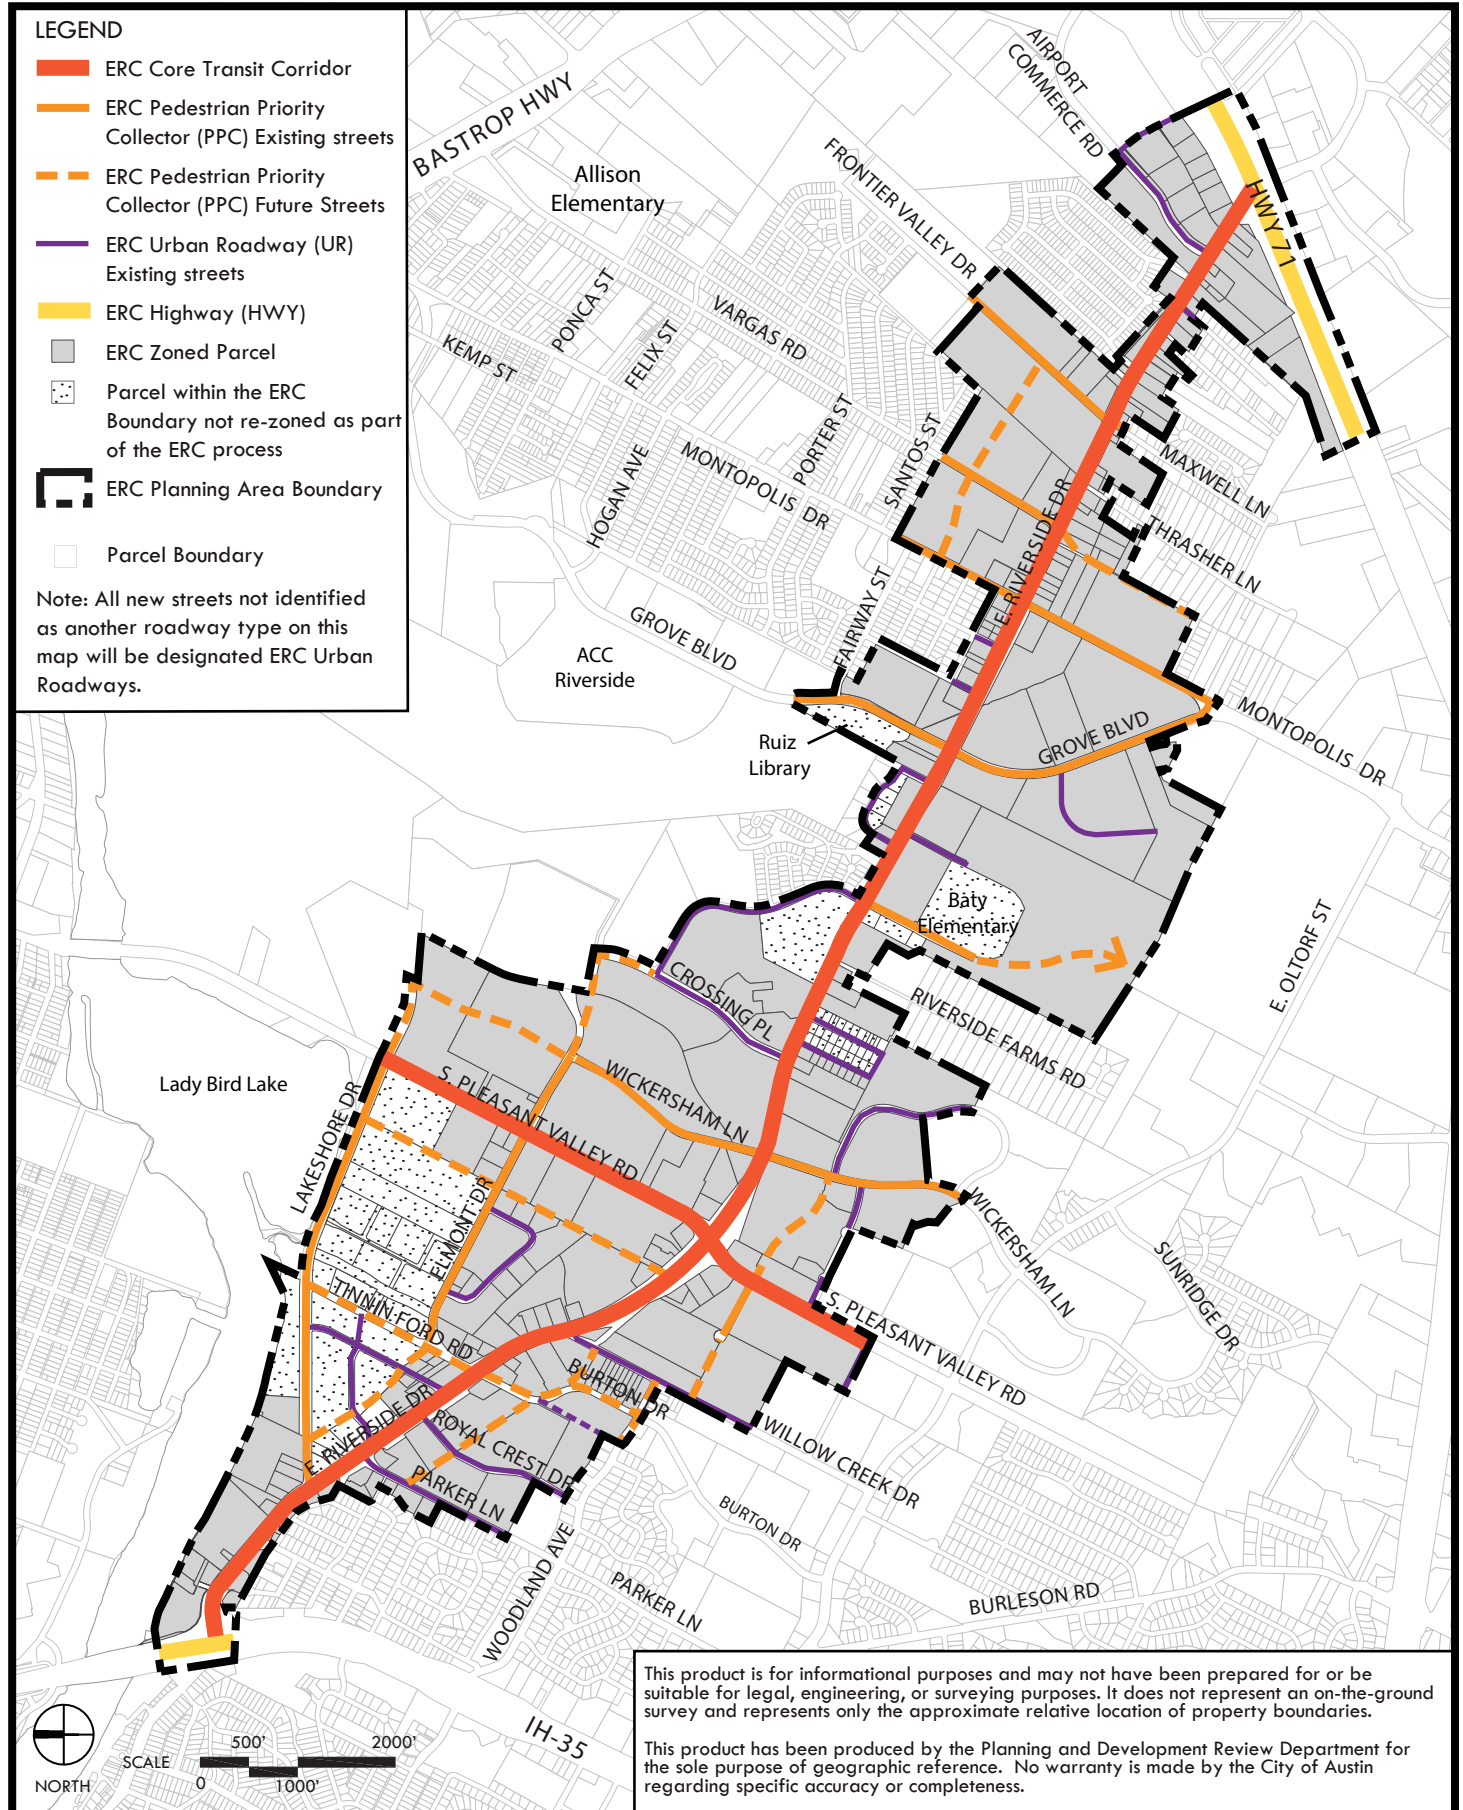 LEGEND
ERC Core Transit Corridor
ERC Pedestrian Priority
Collector (PPC) Existing streets
ERC Pedestrian Priority
Collector (PPC) Future Streets
ERC Urban Roadway (UR)
Existing streets
ERC Highway (HWY)
ERC Zoned Parcel
Parcel within the ERC
Boundary not re-zoned as part
of the ERC process
ERC Planning Area Boundary
Parcel Boundary
Note: All new streets not identified
as another roadway type on this
map will be designated ERC Urban
Roadways.
AIRPORT
COMMERCE RD
BASTROP HWY
Allison
Elementary
FRONTIER VALLEY DR
HWY 71
PONCA ST
VARGAS RD
FELIX ST
KEMP ST
PORTER ST
SANTOS ST
MONTOPOLIS DR
HOGAN AVE
MAXWELL LN
THRASHER LN
E. RIVERSIDE DR
FAIRWAY ST
GROVE BLVD
ACC
Riverside
Ruiz
Library
GROVE BLVD
MONTOPOLIS DR
Baty
Elementary
E. OLTORF ST
CROSSING PL
RIVERSIDE FARMS RD
Lady Bird Lake
LAKESHORE DR
S. PLEASANT VALLEY RD
WICKERSHAM LN
ELMONT DR
WICKERSHAM LN
SUNRIDGE DR
TINNIN FORD RD
S. PLEASANT VALLEY RD
BURTON DR
E. RIVERSIDE DR
ROYAL CREST DR
WILLOW CREEK DR
PARKER LN
BURTON DR
WOODLAND AVE
PARKER LN
BURLESON RD
IH-35
NORTH
SCALE
500'
2000'
0
1000'
This product is for informational purposes and may not have been prepared for or be
suitable for legal, engineering, or surveying purposes. It does not represent an on-the-ground
survey and represents only the approximate relative location of property boundaries.
This product has been produced by the Planning and Development Review Department for
the sole purpose of geographic reference. No warranty is made by the City of Austin
regarding specific accuracy or completeness.